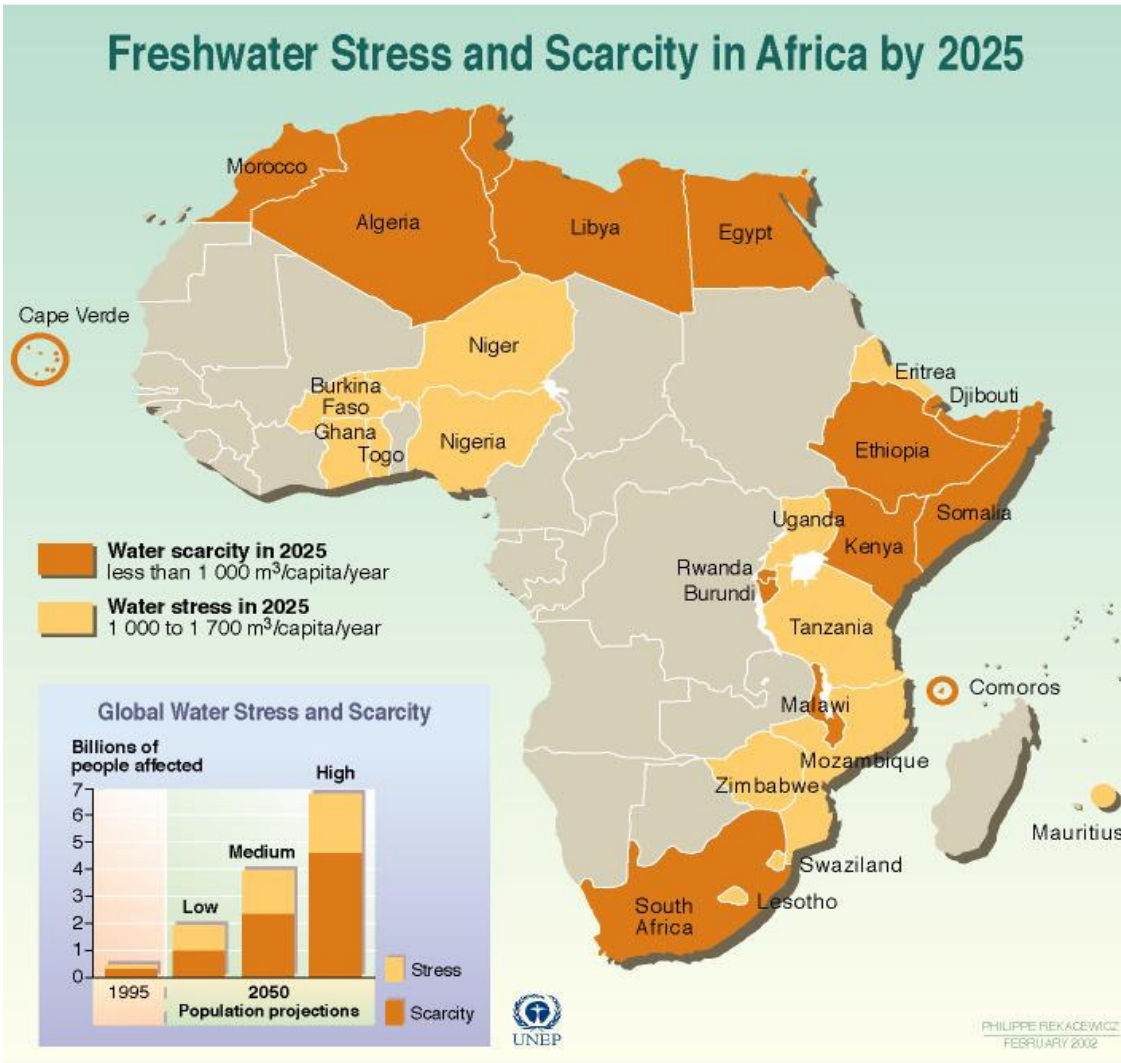 Freshwater Stress and Scarcity in Africa by 2025
Morocco
Algeria
Libya
Egypt
Cape Verde
Niger
Burkina
Faso
Ghana
Togo
Nigeria
Eritrea
Djibouti
Ethiopia
Somalia
Uganda
Kenya
Rwanda
Burundi
Tanzania
Comoros
Malawi
Mozambique
Zimbabwe
Mauritius
Swaziland
Lesotho
South
Africa
Water scarcity in 2025
less than 1 000 m³/capita/year
Water stress in 2025
1 000 to 1 700 m³/capita/year
Global Water Stress and Scarcity
Billions of
people affected
7
6
5
4
3
2
1
0
Low
Medium
High
1995
2050
Population projections
Stress
Scarcity
UNEP
PHILIPPE REKACEWICZ
FEBRUARY 2002